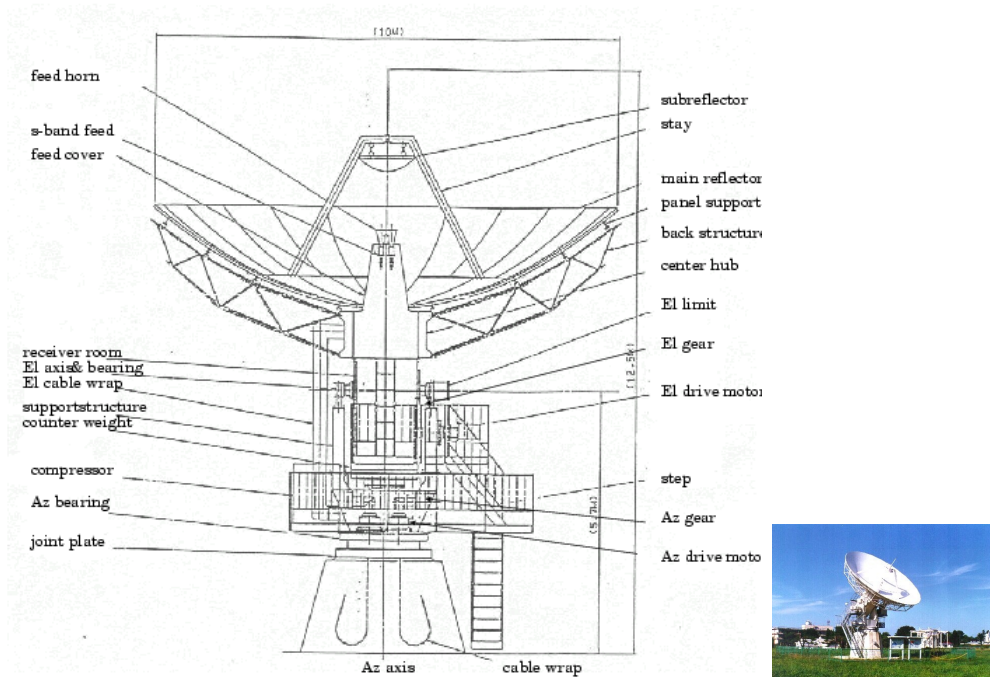 (10M)
feed horn
s-band feed
feed cover
subreflector
stay
main reflector
panel support
back structure
center hub
El limit
El gear
(12.5M)
receiver room
El axis& bearing
El cable wrap
supportstructure
counter weight
El drive motor
compressor
Az bearing
joint plate
step
(5.7M)
Az gear
Az drive moto
Az axis
cable wrap